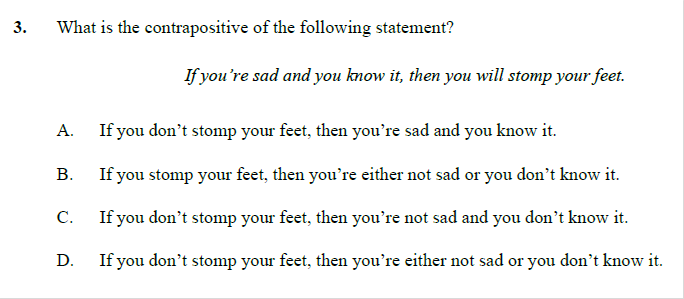 3. What is the contrapositive of the following statement?
If you’re sad and you know it, then you will stomp your feet.
A. If you don’t stomp your feet, then you’re sad and you know it.
B. If you stomp your feet, then you’re either not sad or you don’t know it.
C. If you don’t stomp your feet, then you’re not sad and you don’t know it.
D. If you don’t stomp your feet, then you’re either not sad or you don’t know it.